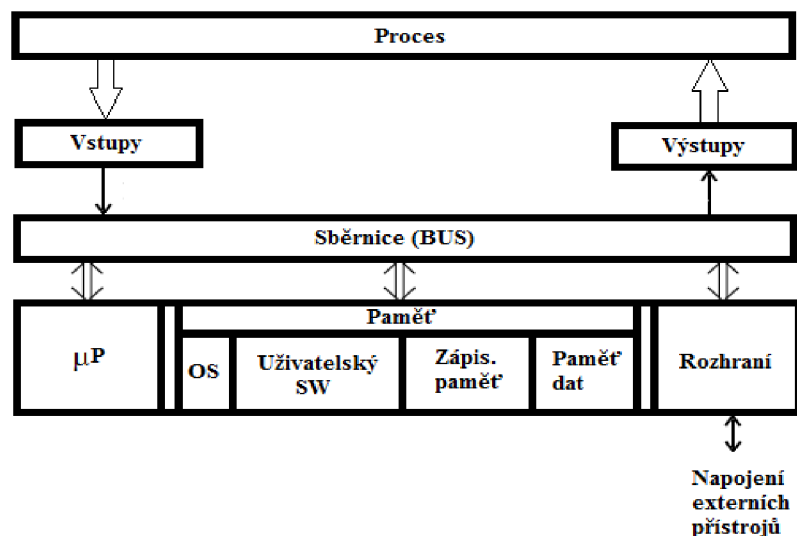 Proces
Vstupy
Výstupy
Sběrnice (BUS)
Paměť
μP
OS
Uživatelský
SW
Zápis.
paměť
Paměť
dat
Rozhraní
Napojení
externích
přístrojů